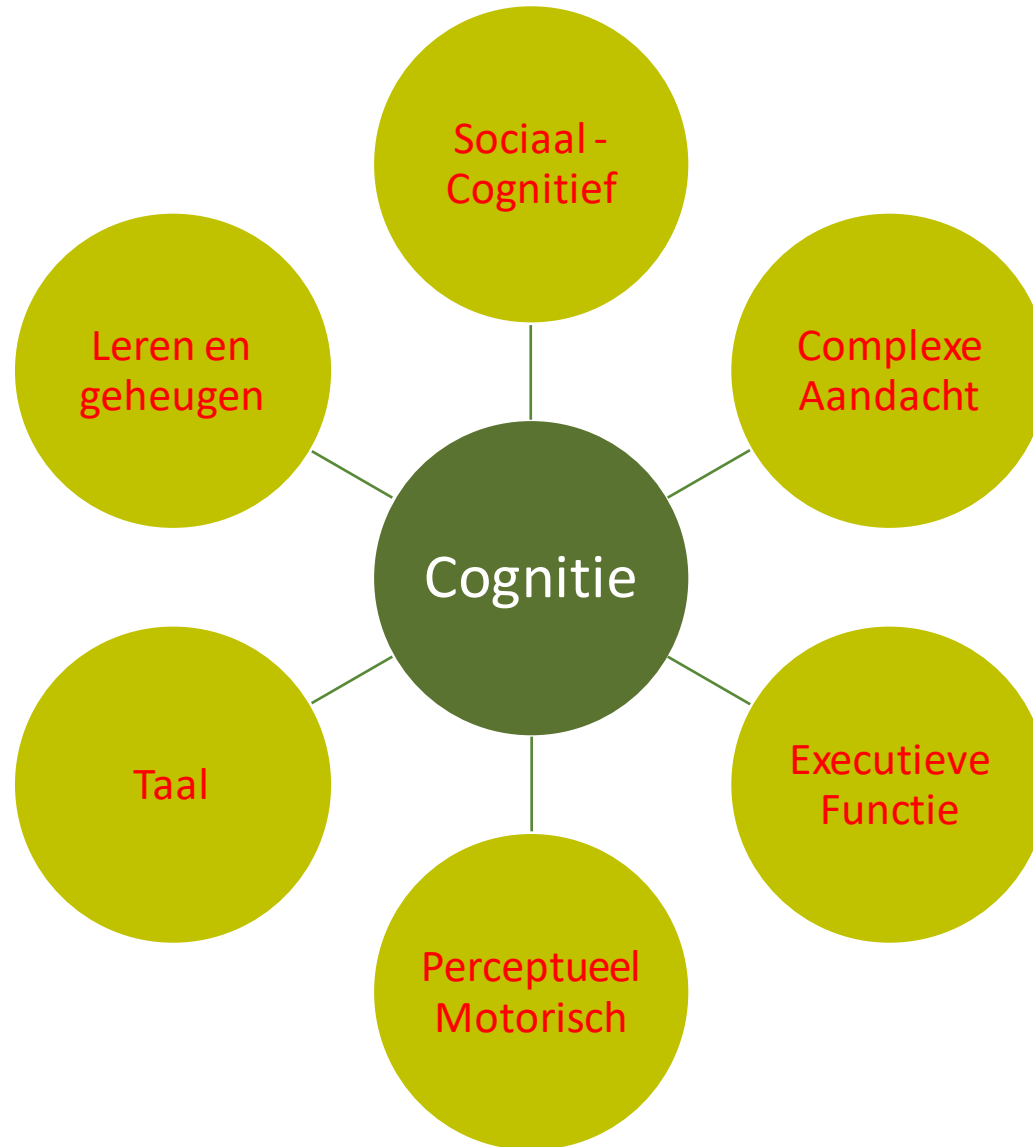 Sociaal -
Cognitief
Complexe
Aandacht
Executieve
Functie
Perceptueel
Motorisch
Taal
Leren en
geheugen
Cognitie